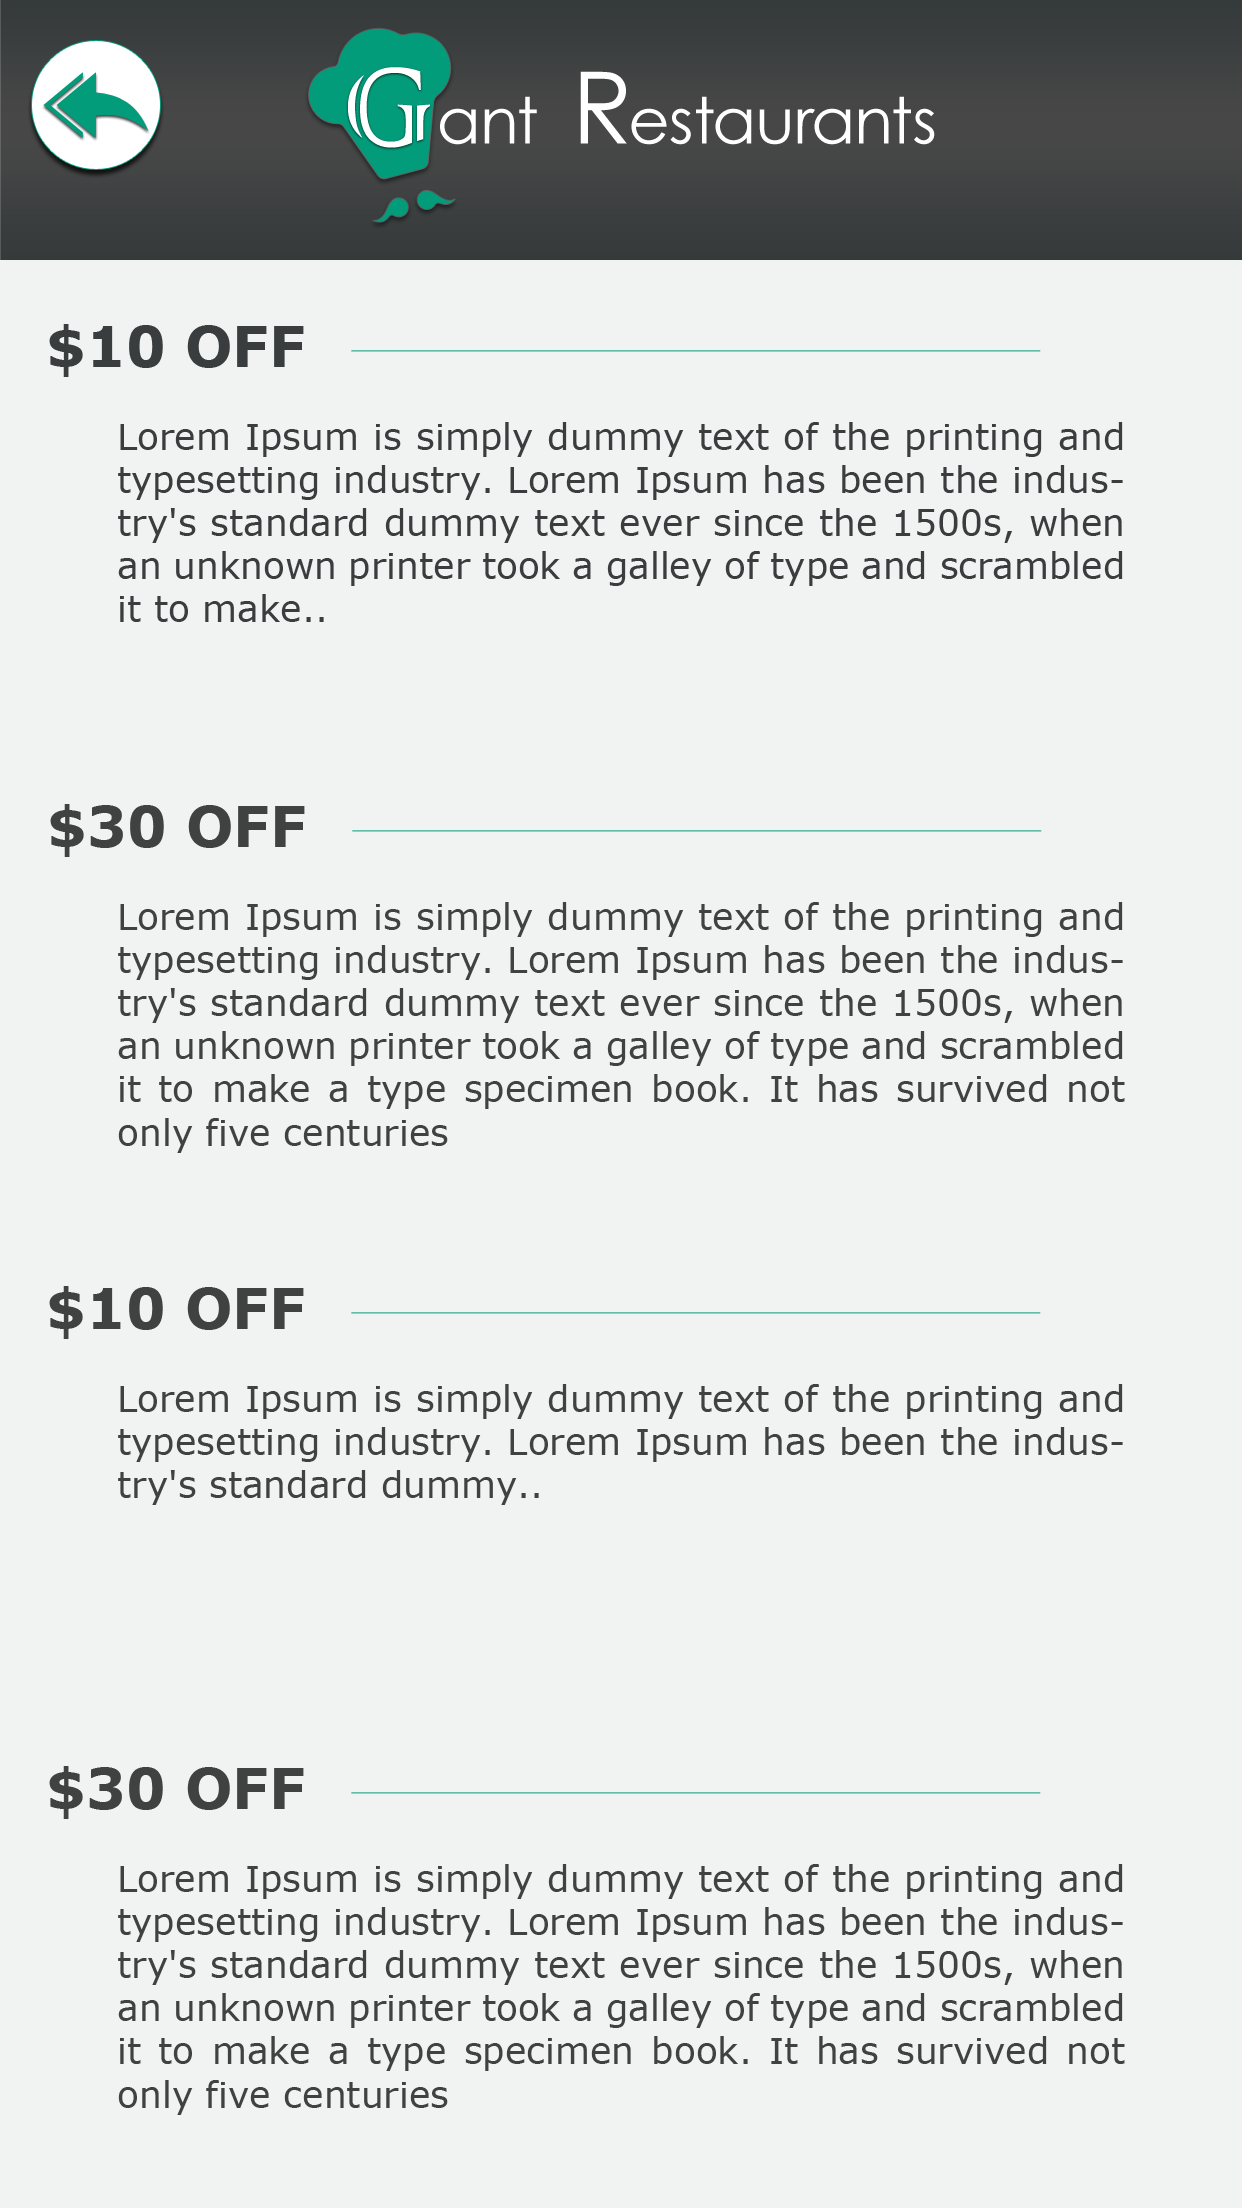 Grant Restaurants
$10 OFF
Lorem Ipsum is simply dummy text of the printing and
typesetting industry. Lorem Ipsum has been the indus-
try's standard dummy text ever since the 1500s, when
an unknown printer took a galley of type and scrambled
it to make..
$30 OFF
Lorem Ipsum is simply dummy text of the printing and
typesetting industry. Lorem Ipsum has been the indus-
try's standard dummy text ever since the 1500s, when
an unknown printer took a galley of type and scrambled
it to make a type specimen book. It has survived not
only five centuries
$10 OFF
Lorem Ipsum is simply dummy text of the printing and
typesetting industry. Lorem Ipsum has been the indus-
try's standard dummy..
$30 OFF
Lorem Ipsum is simply dummy text of the printing and
typesetting industry. Lorem Ipsum has been the indus-
try's standard dummy text ever since the 1500s, when
an unknown printer took a galley of type and scrambled
it to make a type specimen book. It has survived not
only five centuries